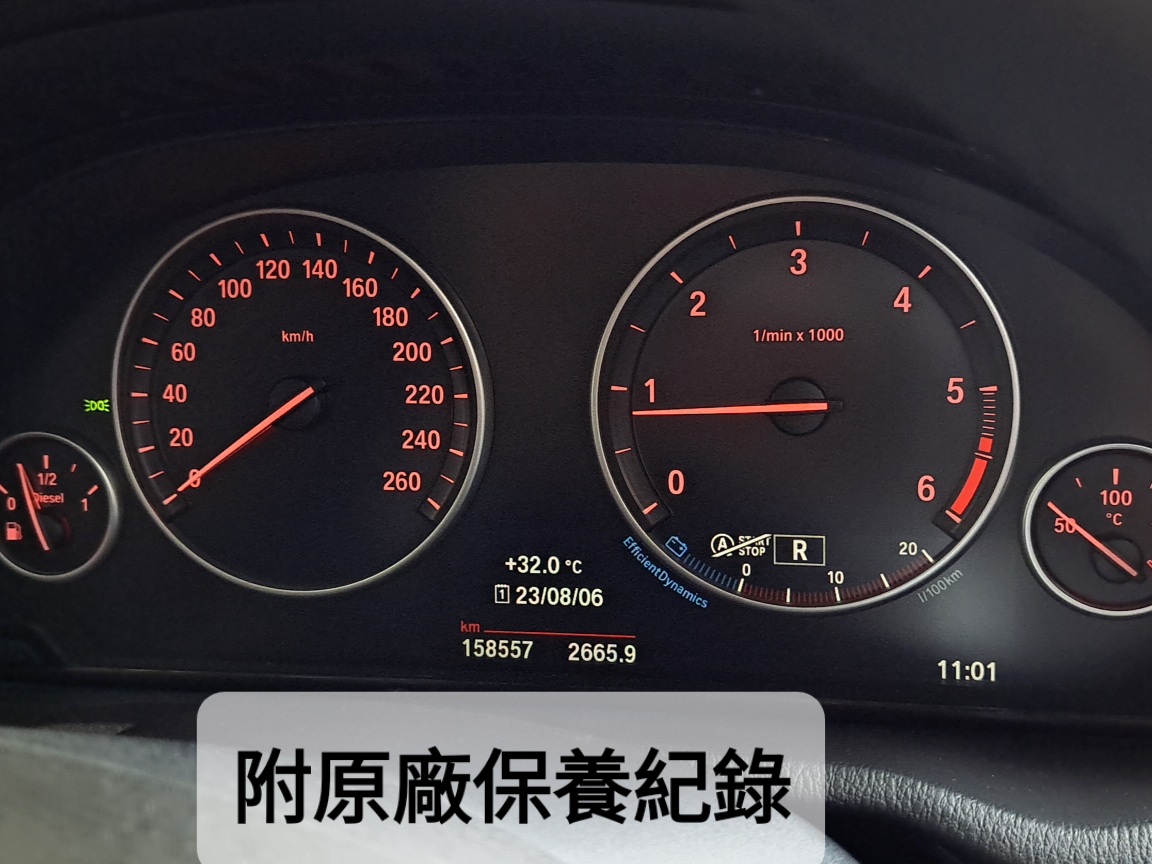 120 140
100 160
80 180
km/h
60 200
40 220
20 240
0 260
1/2
Diesel
0 1
3
2 4
1/min x 1000
1 5
0 6
A START STOP R
EfficientDynamics
0 10 20
l/100km
100
°C
50
+32.0 °C
1 23/08/06
km
158557 2665.9
11:01
附原廠保養紀錄